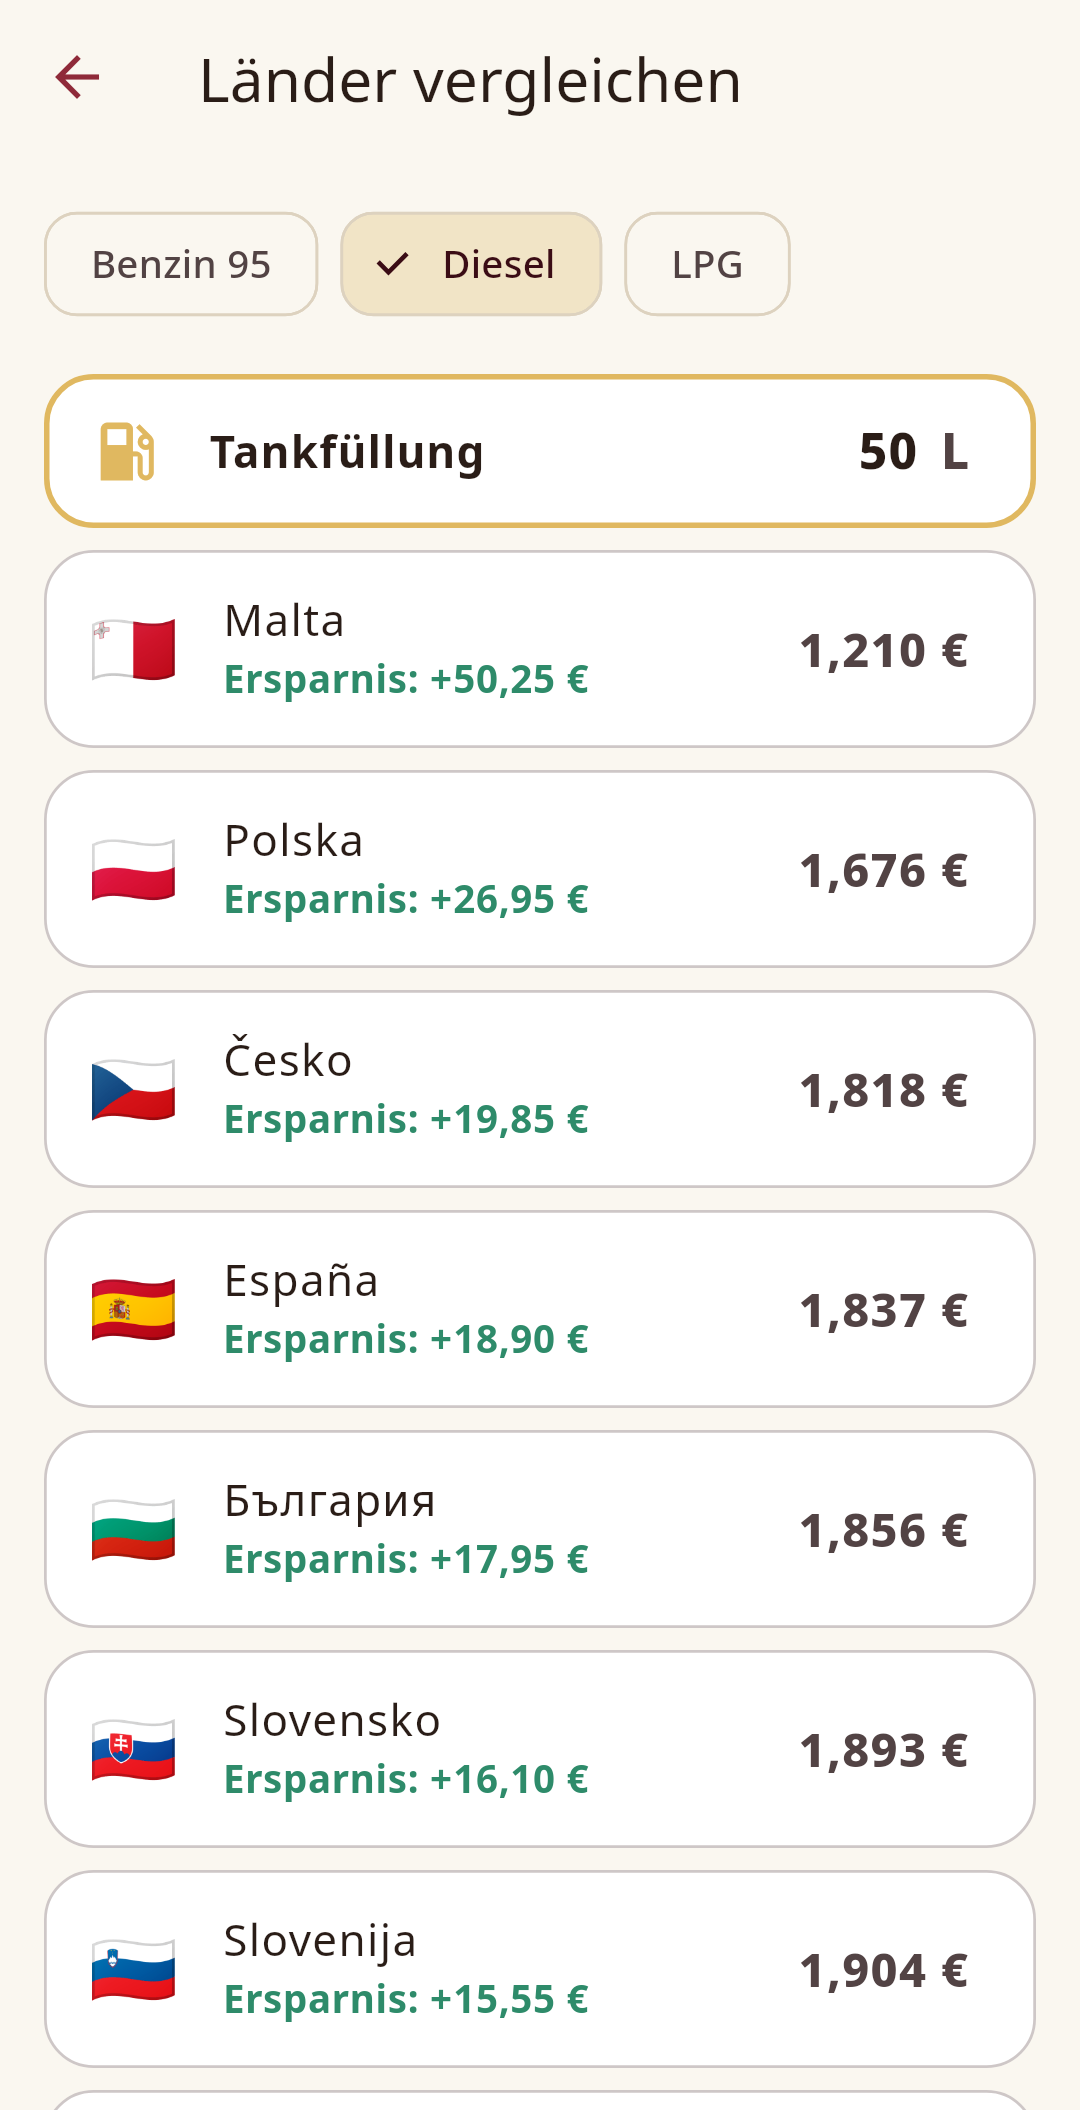 Länder vergleichen
Benzin 95
Diesel
LPG
Tankfüllung
50 L
Malta
Ersparnis: +50,25 €
1,210 €
Polska
Ersparnis: +26,95 €
1,676 €
Česko
Ersparnis: +19,85 €
1,818 €
España
Ersparnis: +18,90 €
1,837 €
България
Ersparnis: +17,95 €
1,856 €
Slovensko
Ersparnis: +16,10 €
1,893 €
Slovenija
Ersparnis: +15,55 €
1,904 €